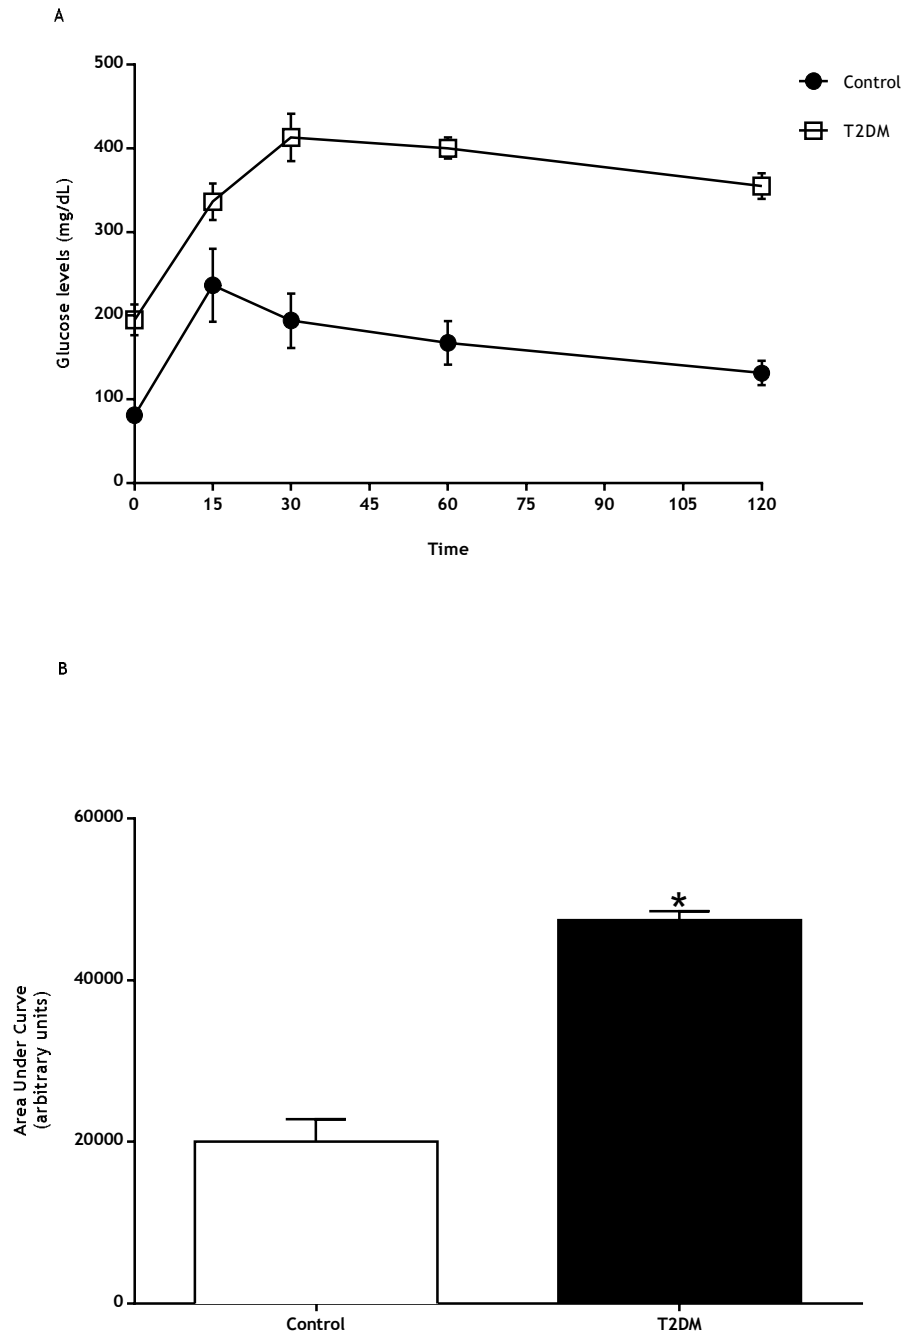 A
500
400
300
200
100
0
Glucose levels (mg/dL)
0 15 30 45 60 75 90 105 120
Time
Control
T2DM
B
60000
40000
20000
0
Area Under Curve
(arbitrary units)
*
Control T2DM